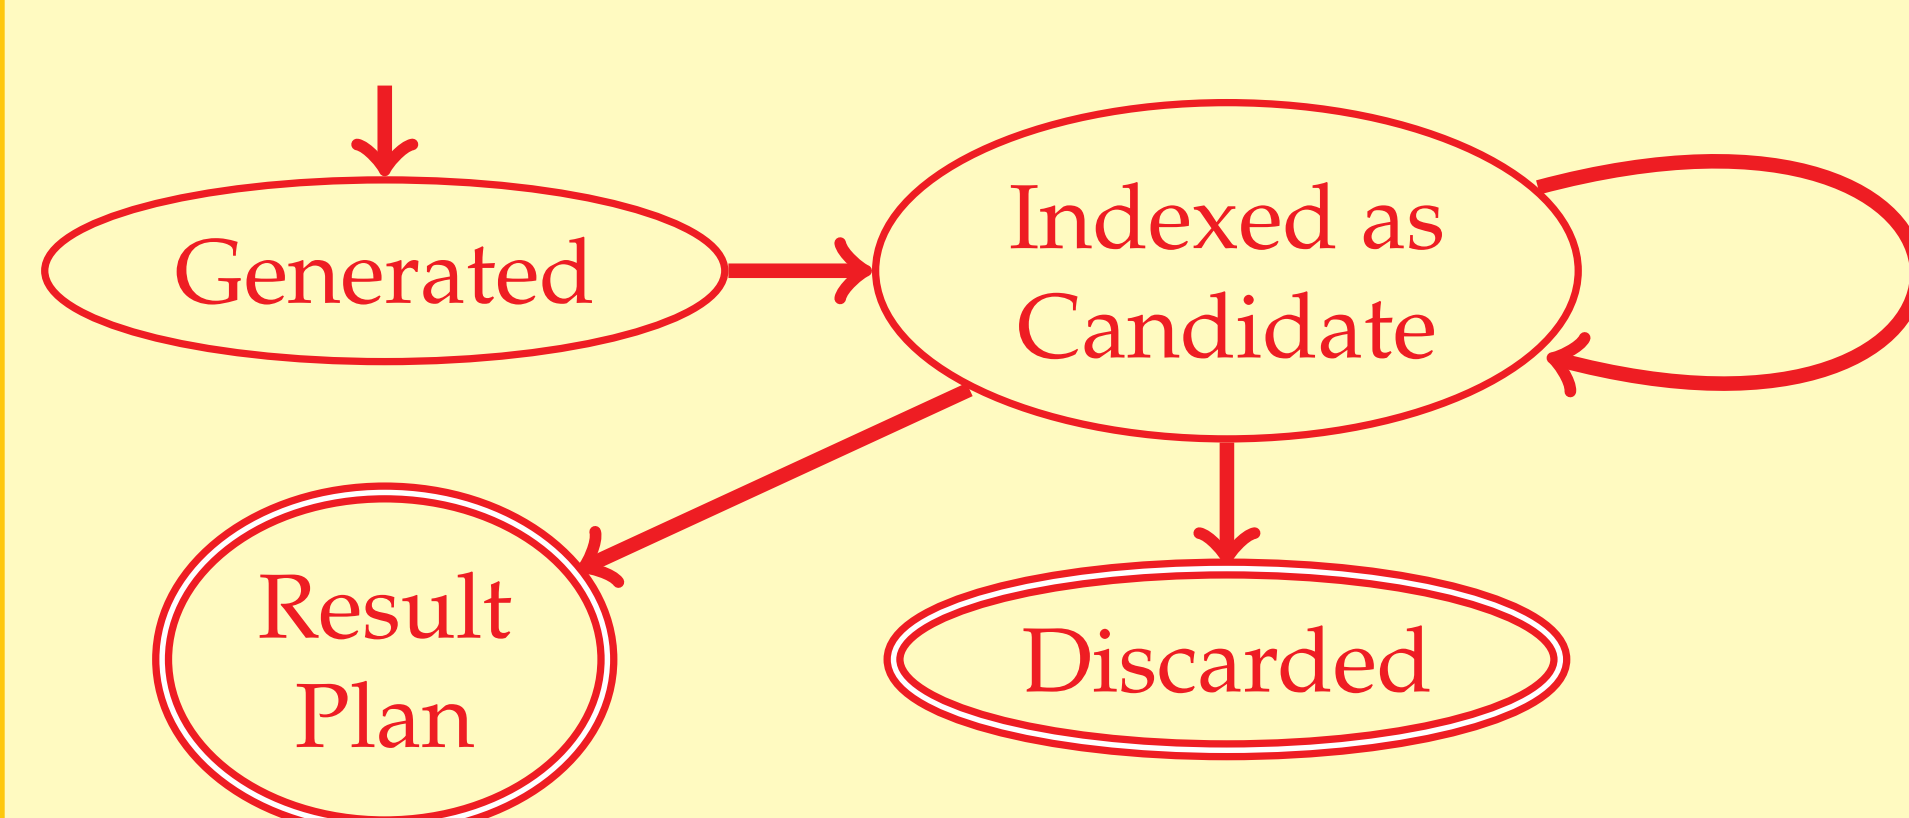 Generated
Indexed as
Candidate
Result
Plan
Discarded